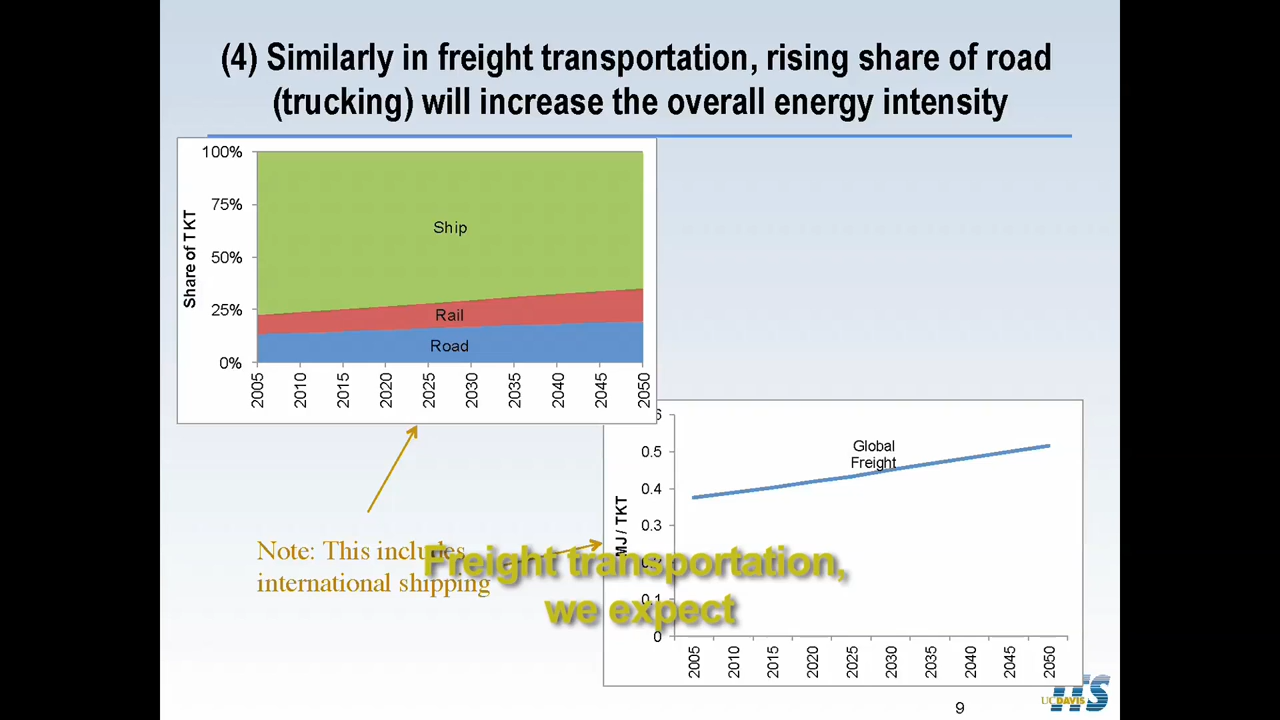 (4) Similarly in freight transportation, rising share of road
(trucking) will increase the overall energy intensity
100%
75%
50%
25%
0%
Share of TKT
Ship
Rail
Road
2005
2010
2015
2020
2025
2030
2035
2040
2045
2050
Note: This includes
international shipping
0.5
0.4
0.3
0.1
0
MJ / TKT
Global
Freight
2005
2010
2015
2020
2025
2030
2035
2040
2045
2050
Freight transportation,
we expect
UCDAVIS
ITS
9